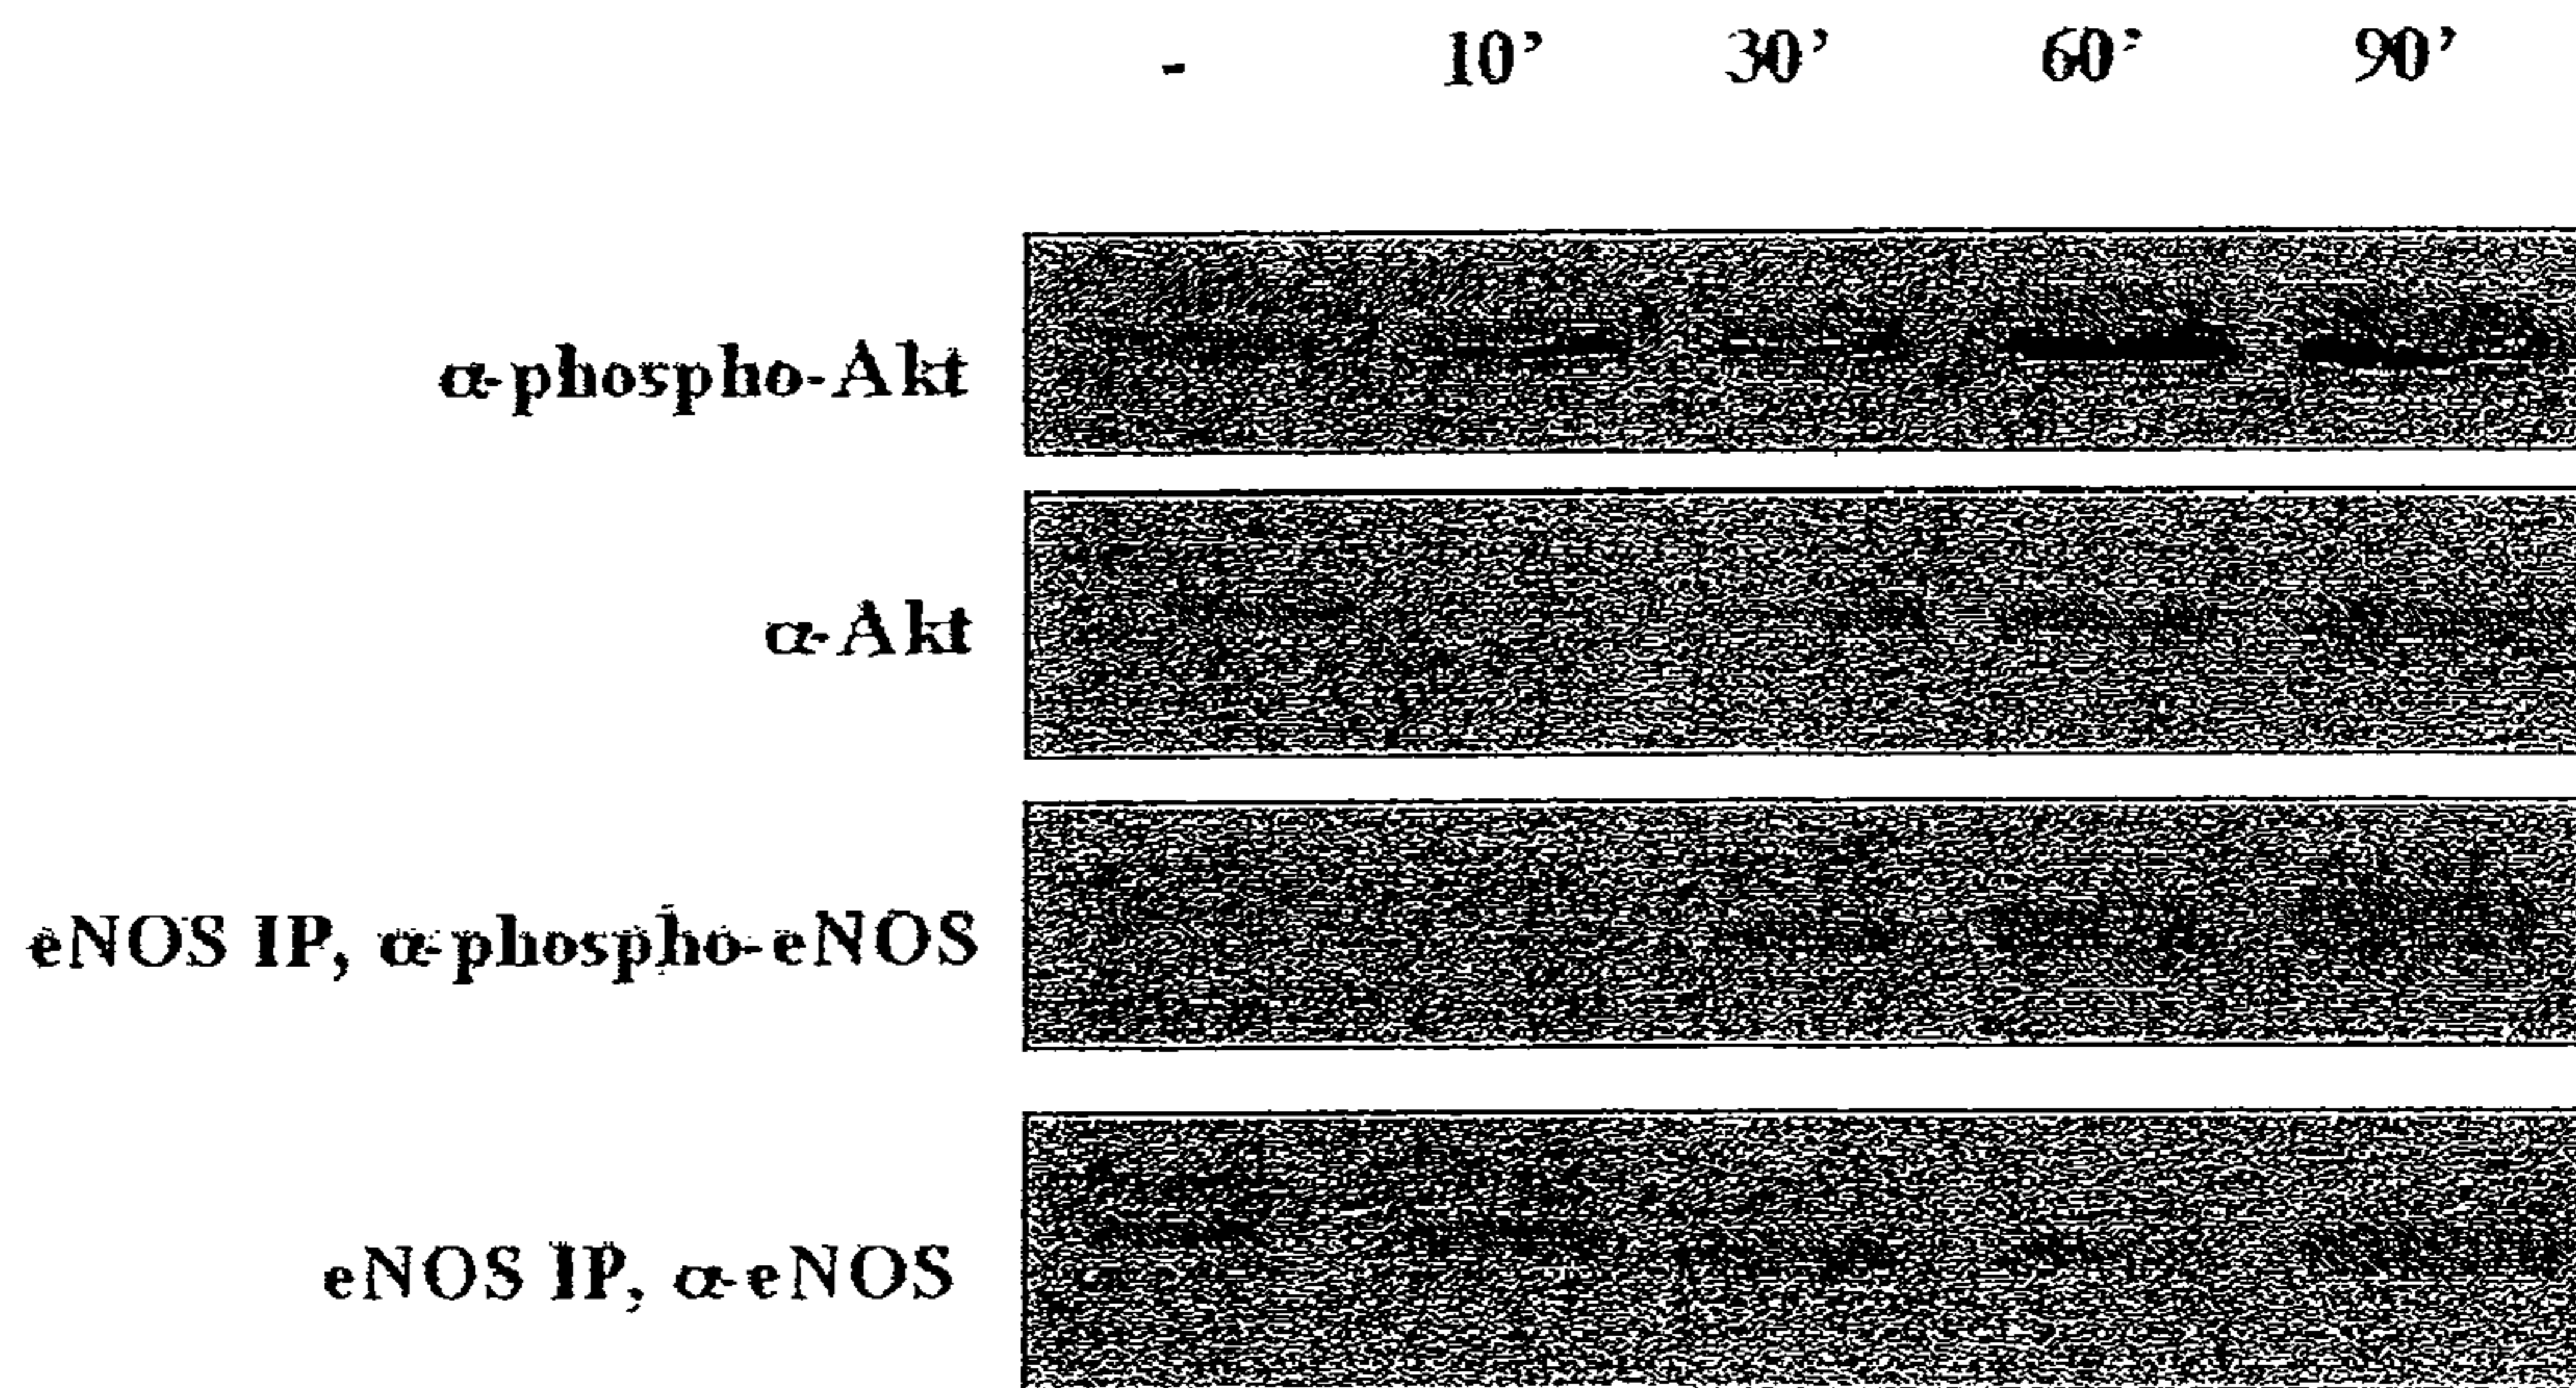 - 10’ 30’ 60’ 90’
α-phospho-Akt
α-Akt
eNOS IP, α-phospho-eNOS
eNOS IP, α-eNOS